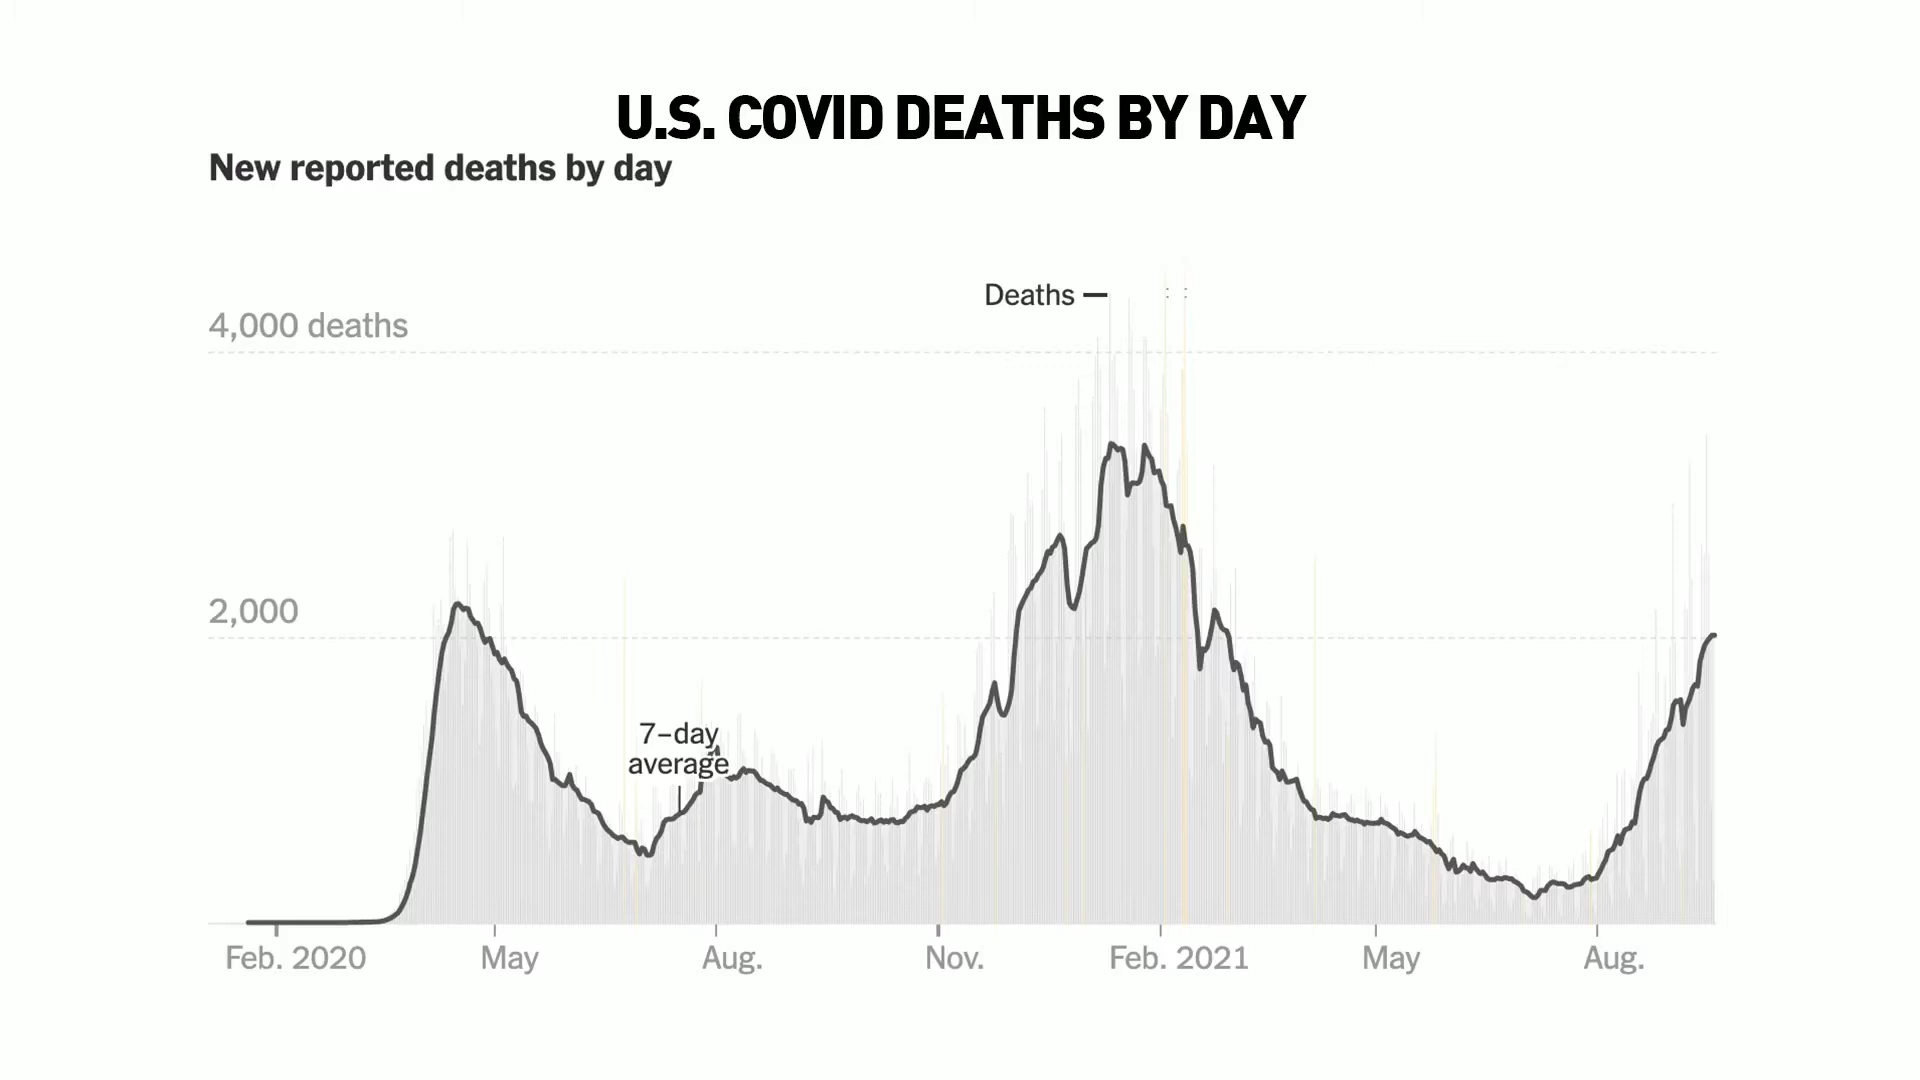 U.S. COVID DEATHS BY DAY
New reported deaths by day
Deaths
4,000 deaths
2,000
7–day
average
Feb. 2020 May Aug. Nov. Feb. 2021 May Aug.